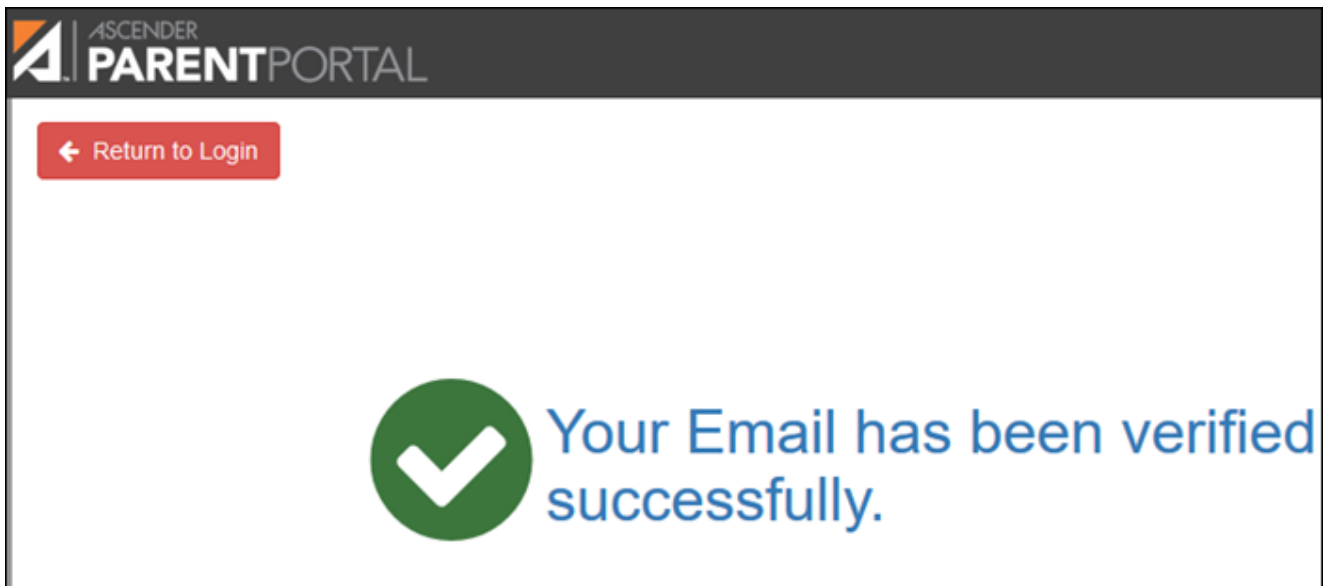 ASCENDER
PARENTPORTAL
Return to Login
Your Email has been verified
successfully.